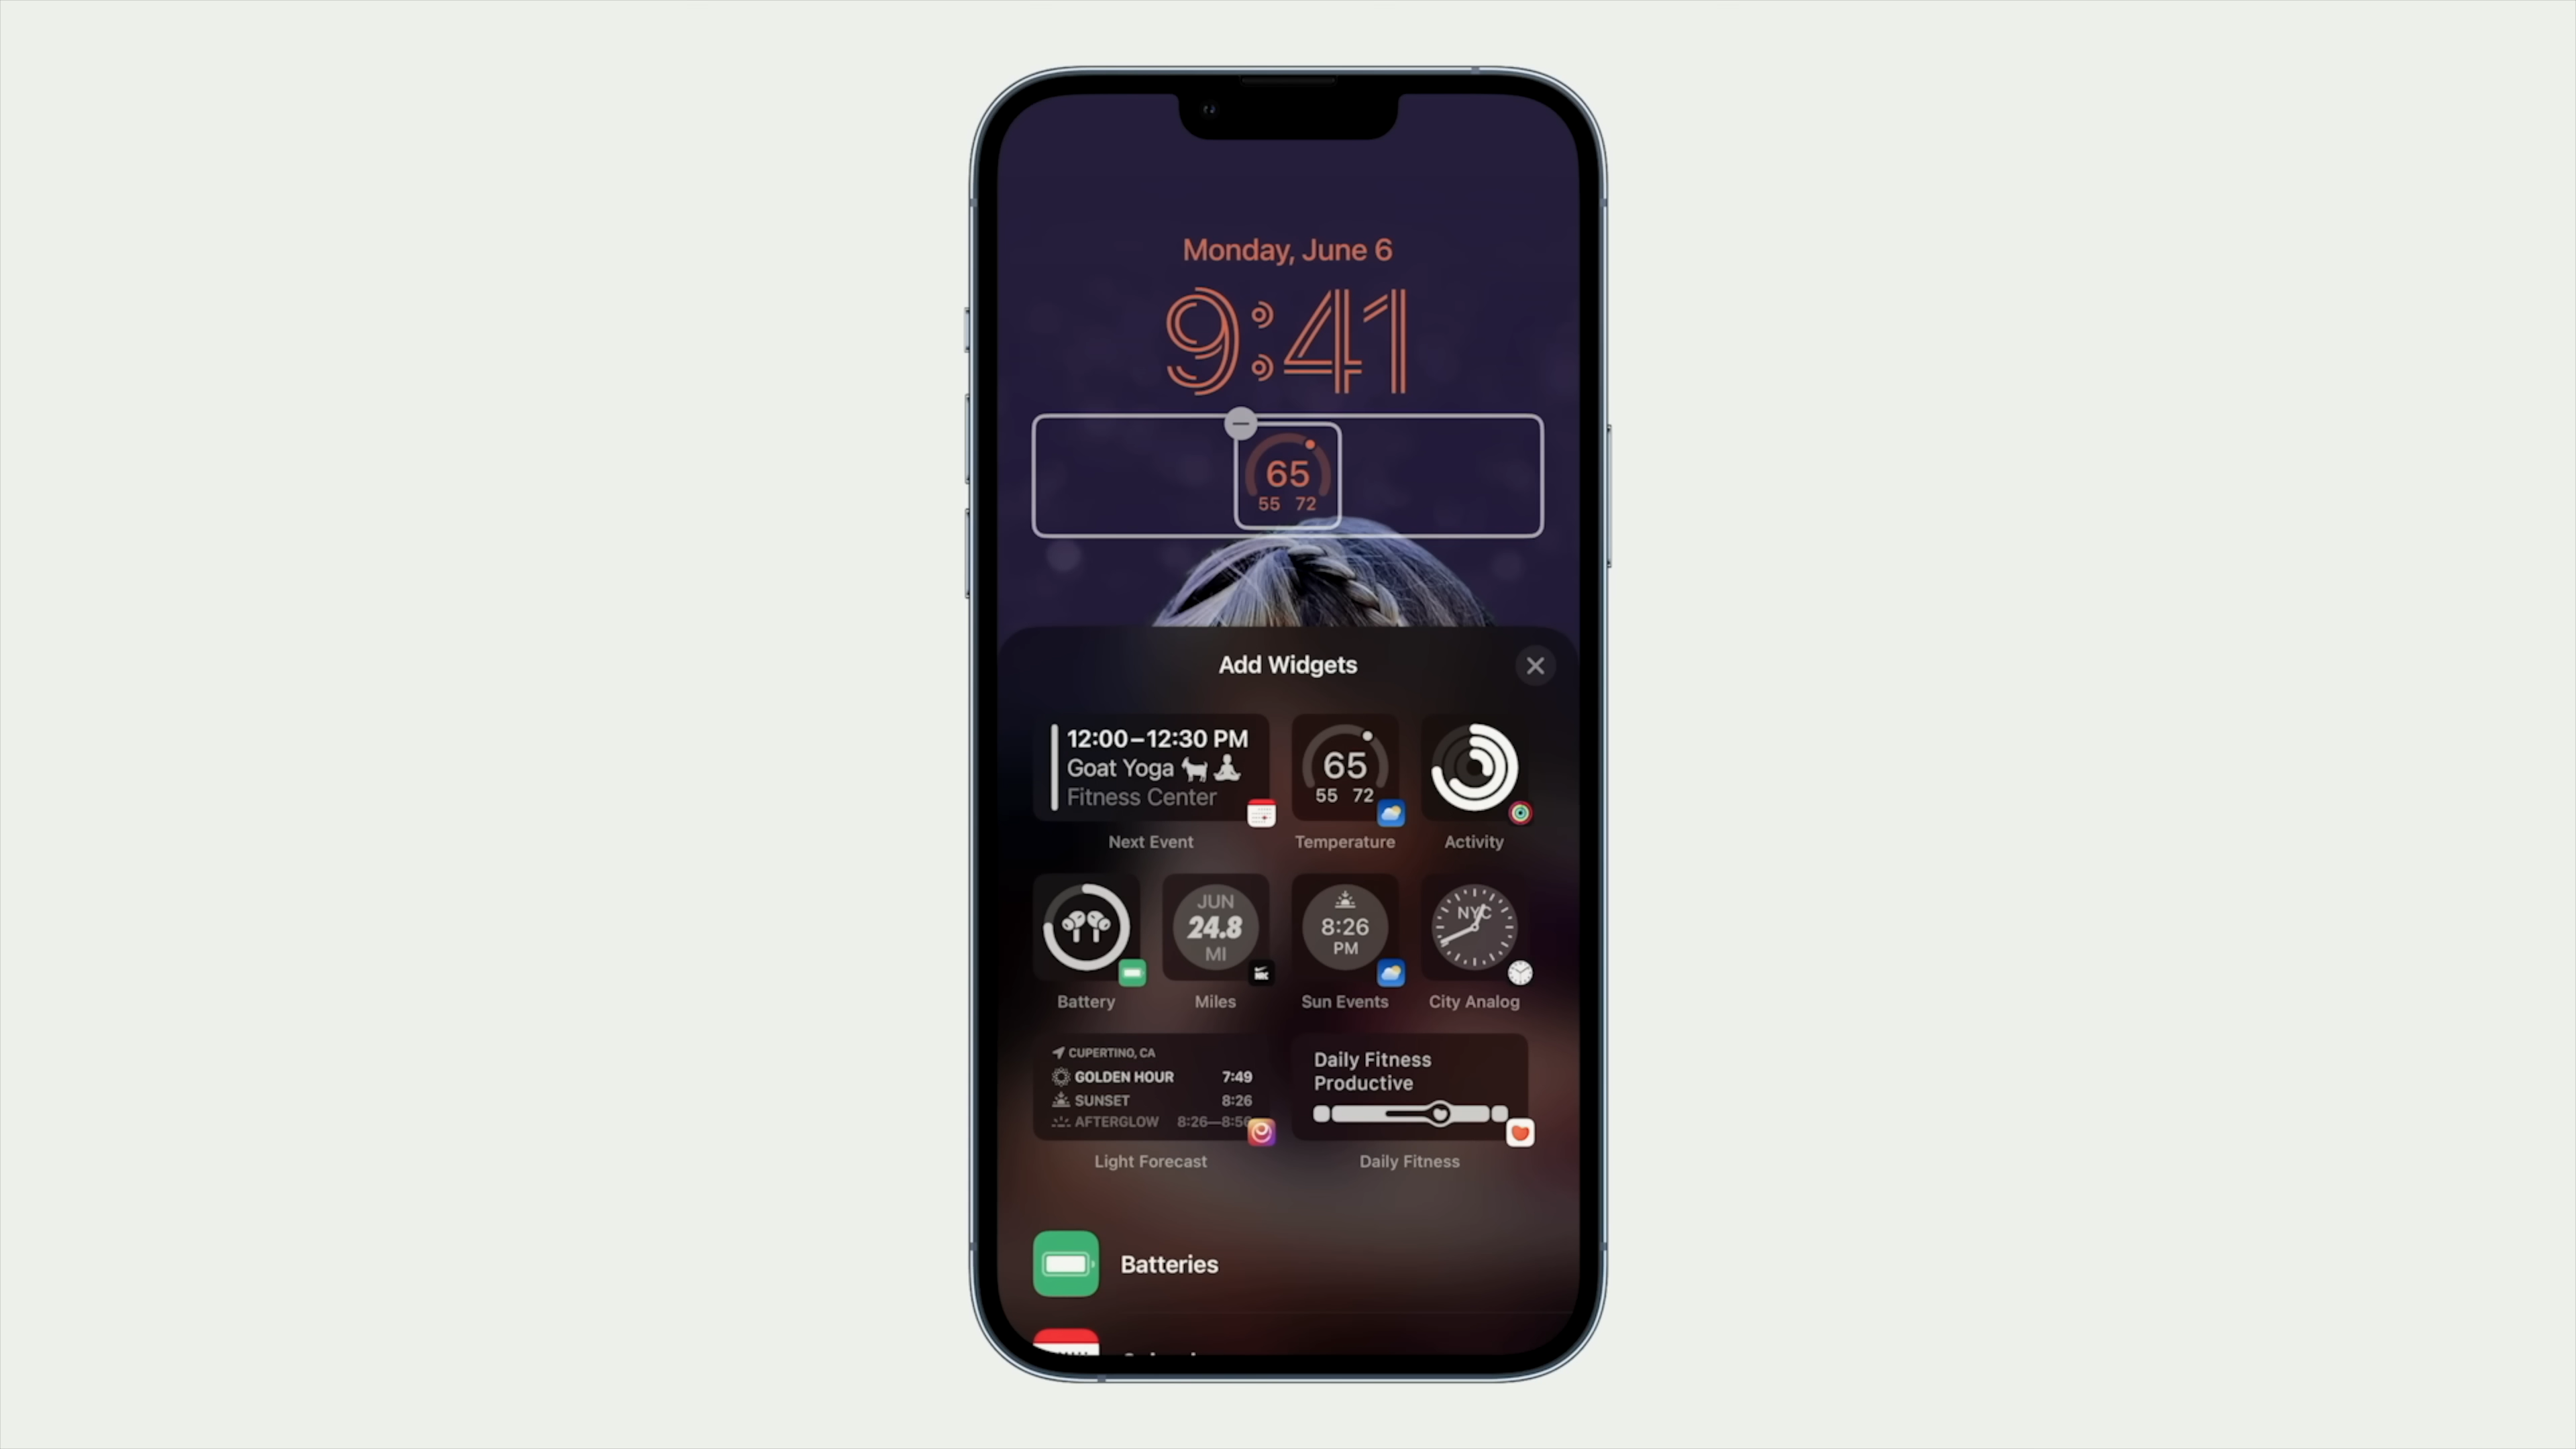 Monday, June 6
9:41
65
55 72
Add Widgets
12:00–12:30 PM
Goat Yoga
Fitness Center
Next Event
65
55 72
Temperature
Activity
Battery
JUN
24.8
MI
Miles
8:26
PM
Sun Events
NYC
City Analog
CUPERTINO, CA
GOLDEN HOUR 7:49
SUNSET 8:26
AFTERGLOW 8:26—8:56
Light Forecast
Daily Fitness
Productive
Daily Fitness
Batteries